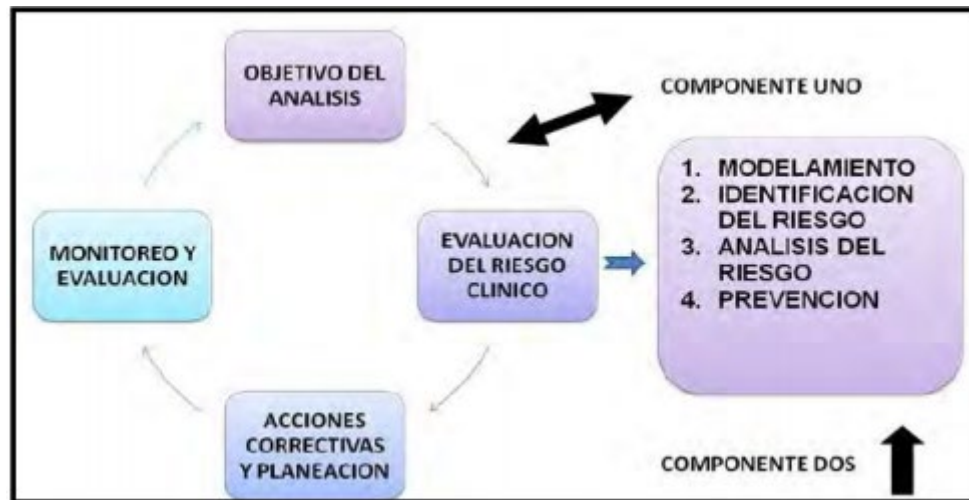 OBJETIVO DEL
ANALISIS
COMPONENTE UNO
EVALUACION
DEL RIESGO
CLINICO
1. MODELAMIENTO
2. IDENTIFICACION
DEL RIESGO
3. ANALISIS DEL
RIESGO
4. PREVENCION
MONITOREO Y
EVALUACION
ACCIONES
CORRECTIVAS
Y PLANEACION
COMPONENTE DOS